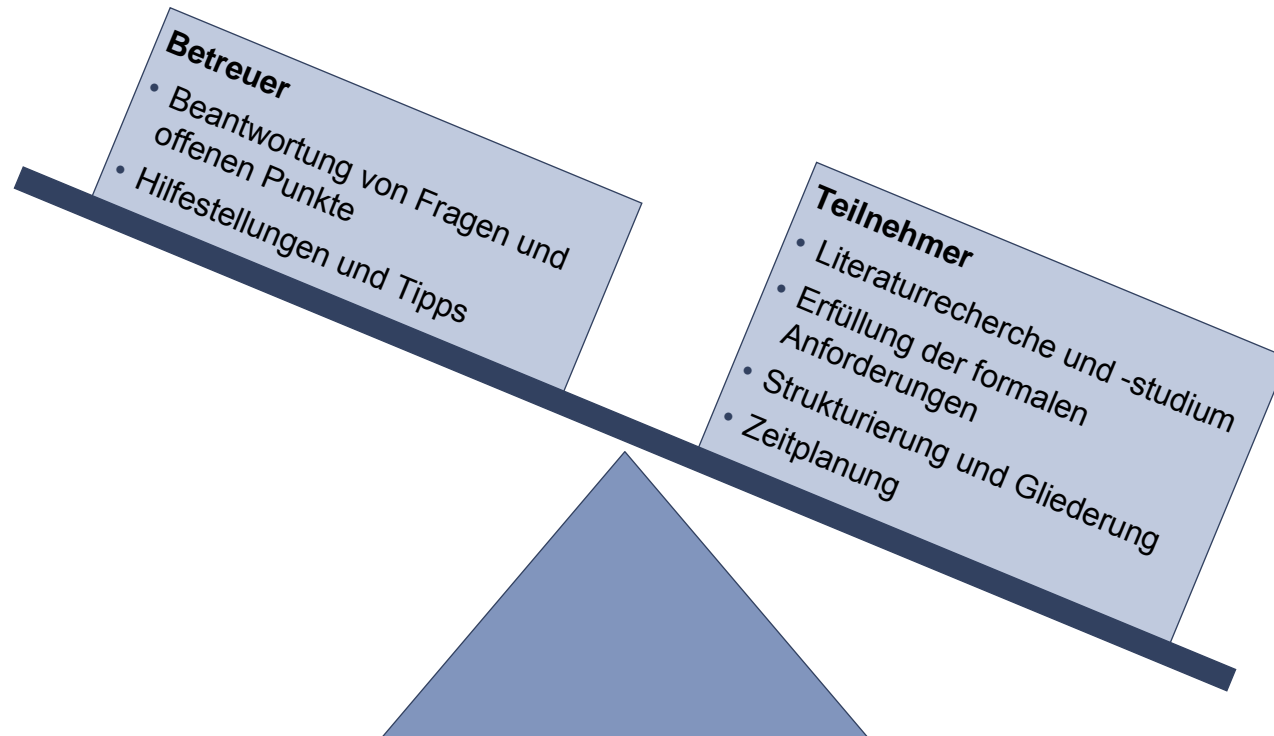 Betreuer
• Beantwortung von Fragen und
offenen Punkte
• Hilfestellungen und Tipps
Teilnehmer
• Literaturrecherche und -studium
• Erfüllung der formalen
Anforderungen
• Strukturierung und Gliederung
• Zeitplanung